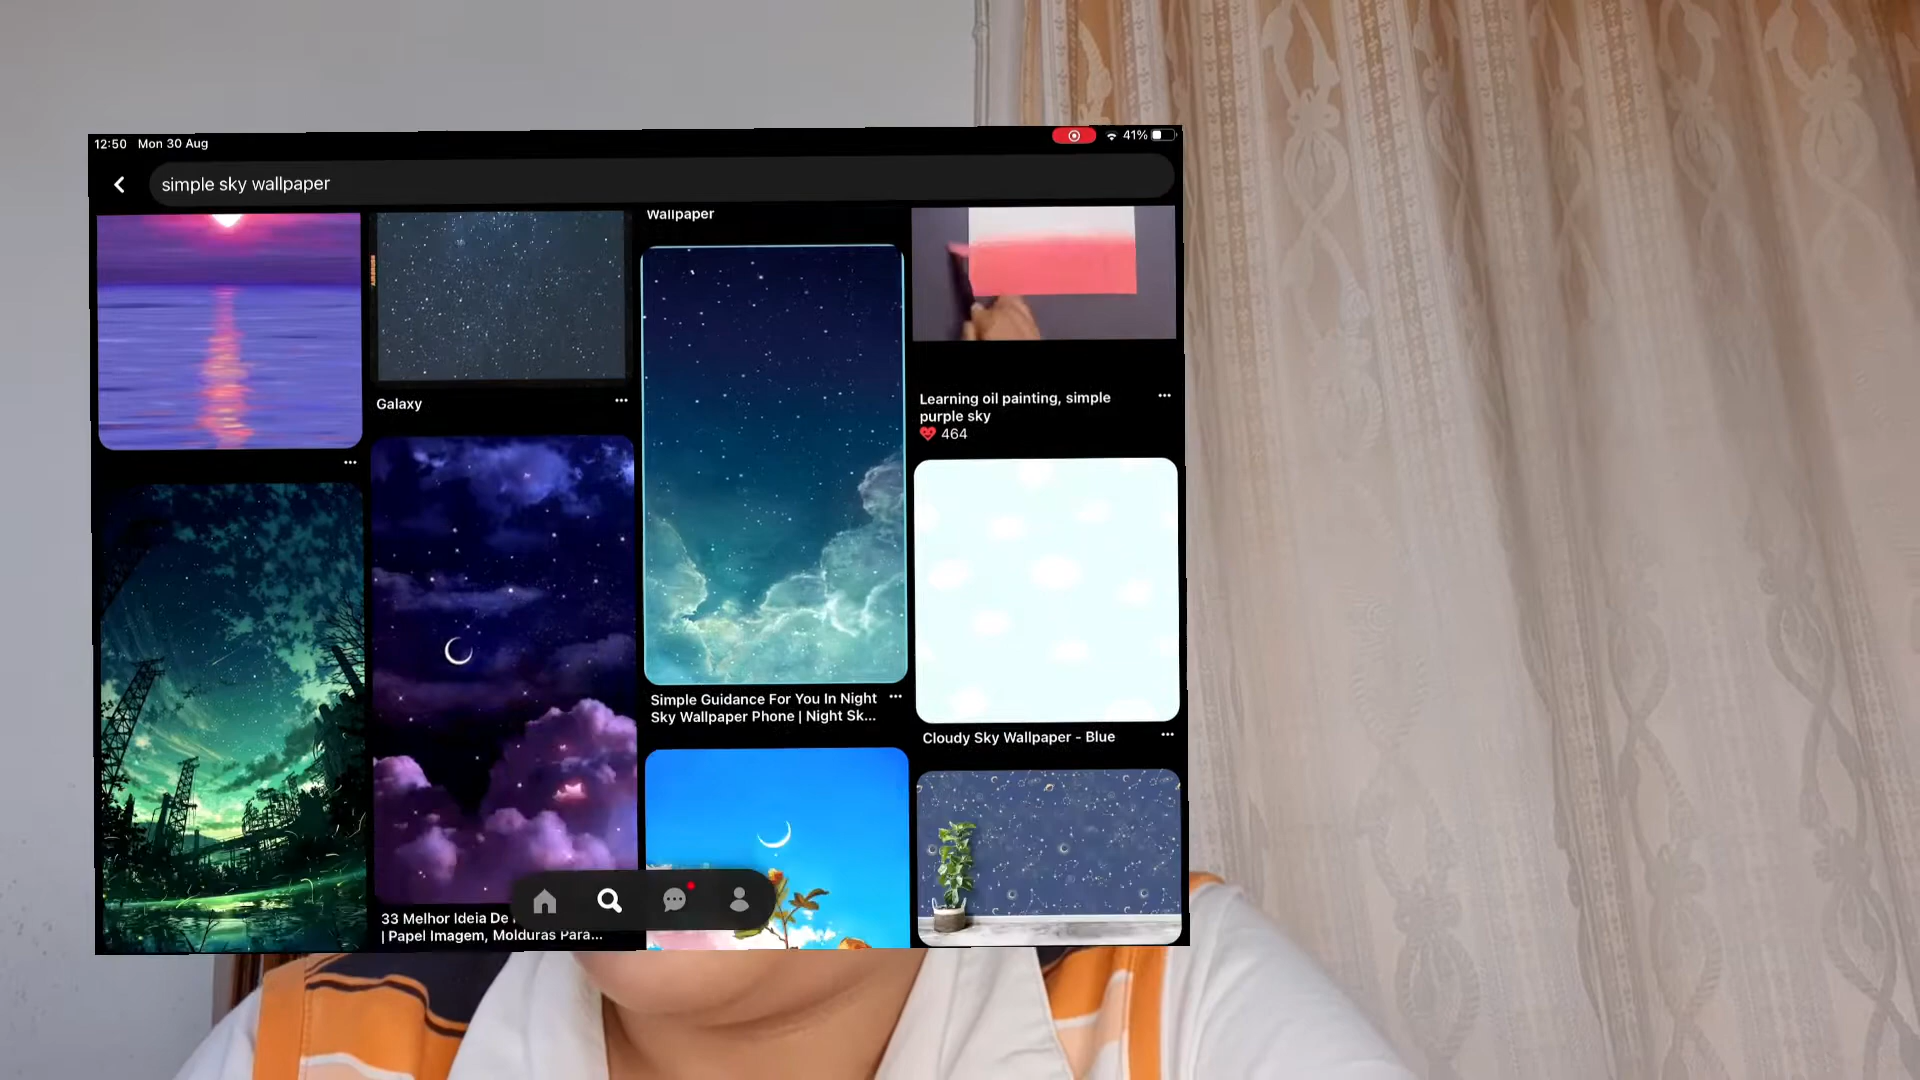 12:50 Mon 30 Aug
41%
simple sky wallpaper
Wallpaper
Galaxy
Learning oil painting, simple
purple sky
464
Simple Guidance For You In Night
Sky Wallpaper Phone | Night Sk...
Cloudy Sky Wallpaper - Blue
33 Melhor Ideia De
| Papel Imagem, Molduras Para...